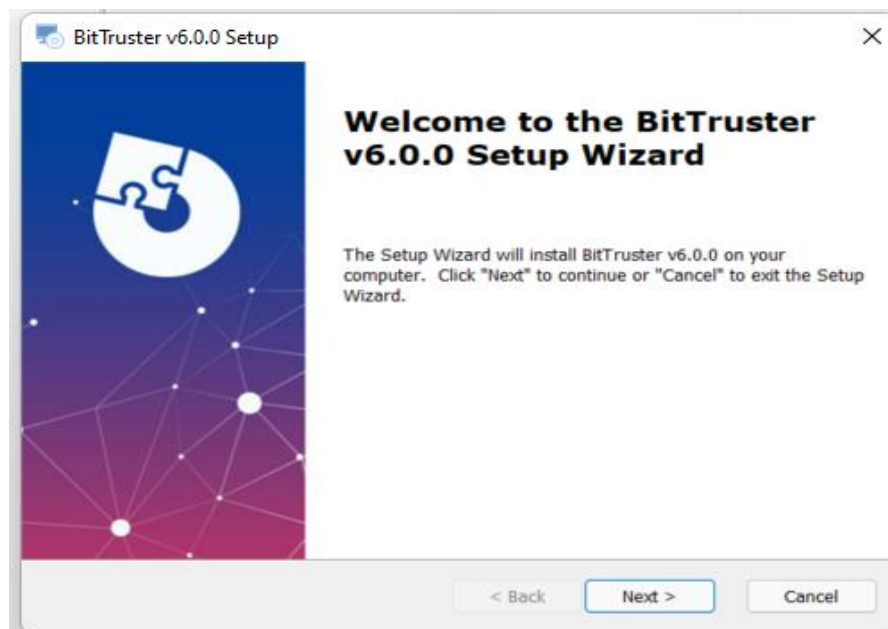 BitTruster v6.0.0 Setup
Welcome to the BitTruster
v6.0.0 Setup Wizard
The Setup Wizard will install BitTruster v6.0.0 on your
computer. Click "Next" to continue or "Cancel" to exit the Setup
Wizard.
< Back Next > Cancel